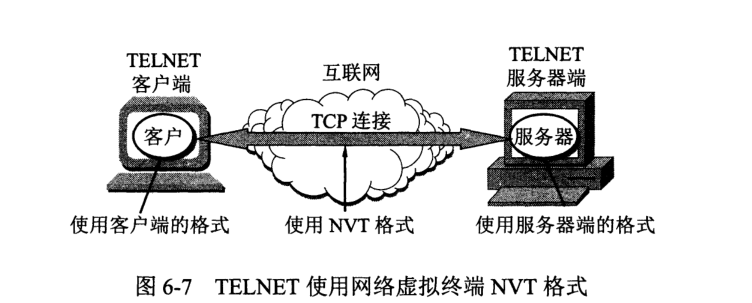 TELNET
客户端
互联网
TELNET
服务器端
客户
TCP 连接
服务器
使用客户端的格式
使用 NVT 格式
使用服务器端的格式
图 6-7 TELNET 使用网络虚拟终端 NVT 格式